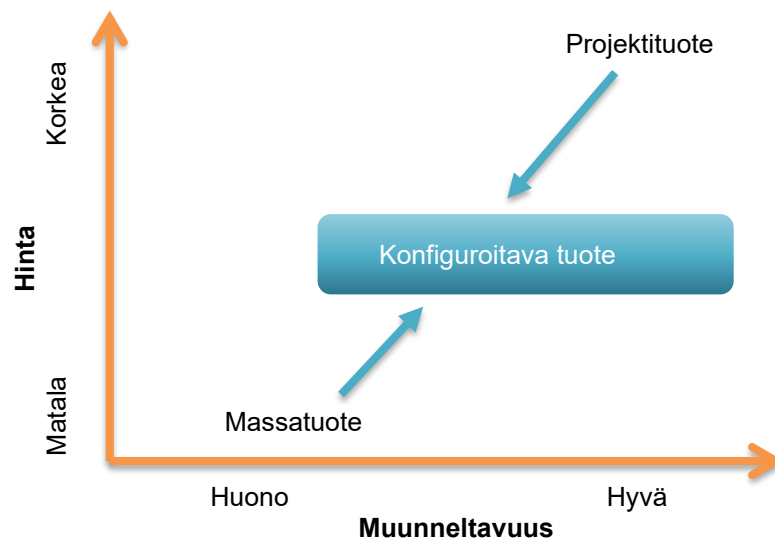 Projektituote
Korkea
Konfiguroitava tuote
Hinta
Matala
Massatuote
Huono
Hyvä
Muunneltavuus